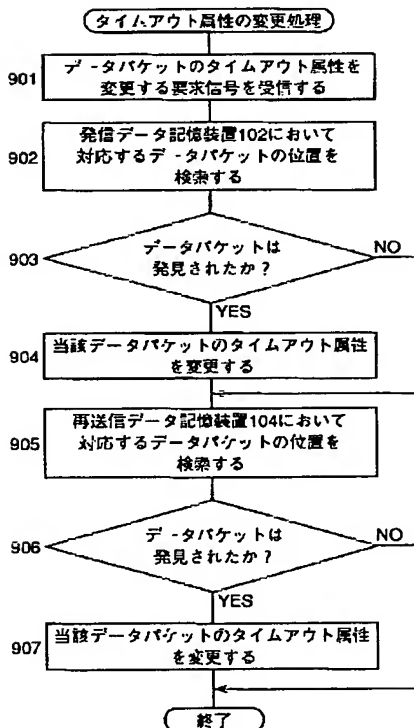 タイムアウト属性の変更処理
901
データパケットのタイムアウト属性を
変更する要求信号を受信する
902
発信データ記憶装置102において
対応するデータパケットの位置を
検索する
903
データパケットは
発見されたか?
NO
YES
904
当該データパケットのタイムアウト属性
を変更する
905
再送信データ記憶装置104において
対応するデータパケットの位置を
検索する
906
データパケットは
発見されたか?
NO
YES
907
当該データパケットのタイムアウト属性
を変更する
終了